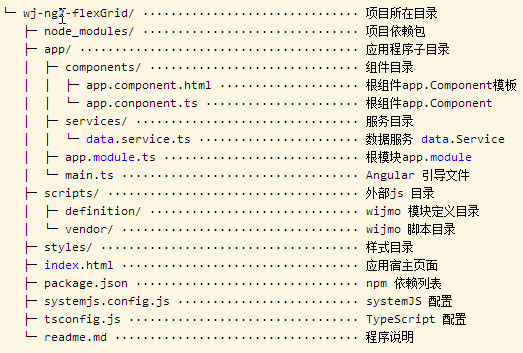 └─ wj-ng2-flexGrid/ ································· 项目所在目录
├─ node_modules/ ································· 项目依赖包
├─ app/ ·········································· 应用程序子目录
│ ├─ components/ ································· 组件目录
│ │ ├─ app.component.html ······················ 根组件app.Component模板
│ │ └─ app.conponent.ts ························ 根组件app.Component
│ ├─ services/ ··································· 服务目录
│ │ └─ data.service.ts ························· 数据服务 data.Service
│ ├─ app.module.ts ······························· 根模块app.module
│ └─ main.ts ····································· Angular 引导文件
├─ scripts/ ······································ 外部js 目录
│ ├─ definition/ ································· wijmo 模块定义目录
│ └─ vendor/ ····································· wijmo 脚本目录
├─ styles/ ······································· 样式目录
├─ index.html ···································· 应用宿主页面
├─ package.json ·································· npm 依赖列表
├─ systemjs.config.js ···························· systemJS 配置
├─ tsconfig.js ··································· TypeScript 配置
└─ readme.md ····································· 程序说明